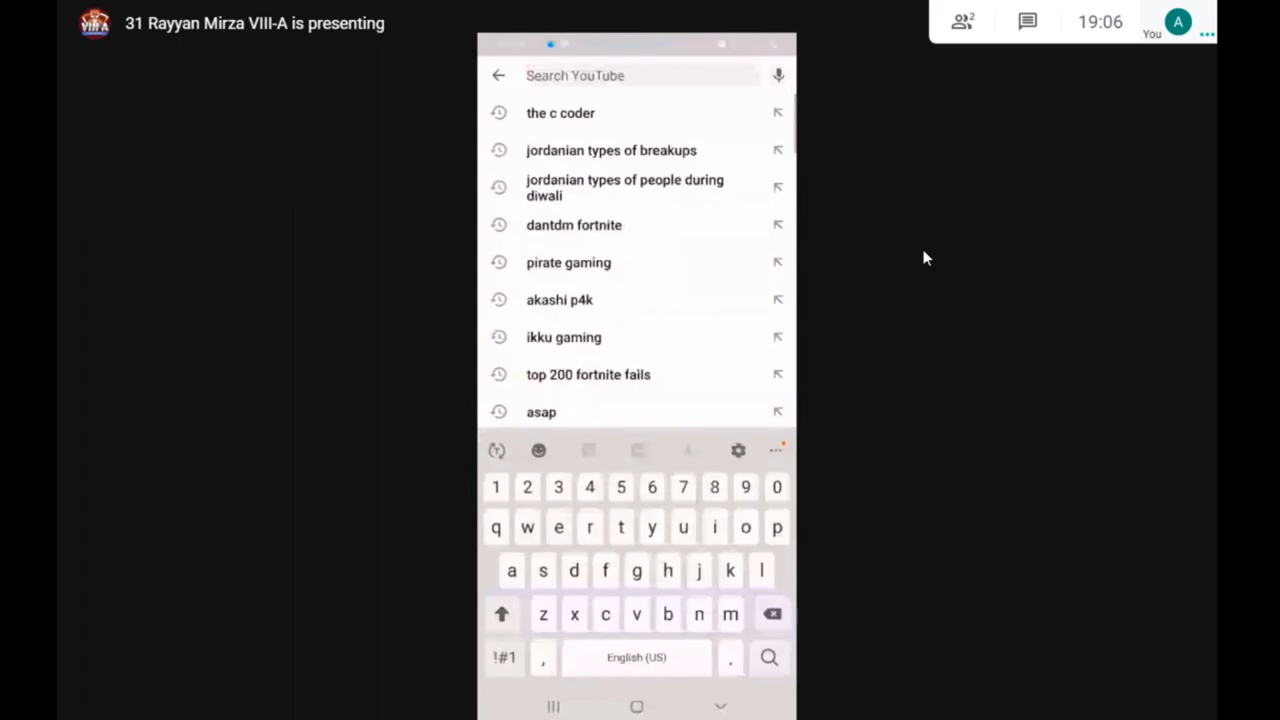 31 Rayyan Mirza VIII-A is presenting
2
19:06
You
A
VIII A
Search YouTube
the c coder
jordanian types of breakups
jordanian types of people during
diwali
dantdm fortnite
pirate gaming
akashi p4k
ikku gaming
top 200 fortnite fails
asap
1 2 3 4 5 6 7 8 9 0
q w e r t y u i o p
a s d f g h j k l
z x c v b n m
!#1 , English (US) .